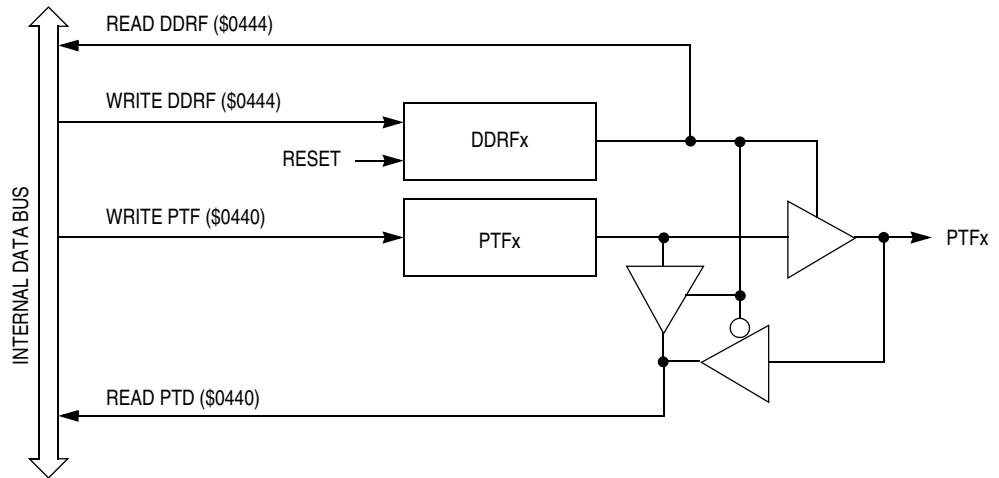 READ DDRF ($0444)
WRITE DDRF ($0444)
DDRFx
RESET
INTERNAL DATA BUS
WRITE PTF ($0440)
PTFx
PTFx
READ PTD ($0440)